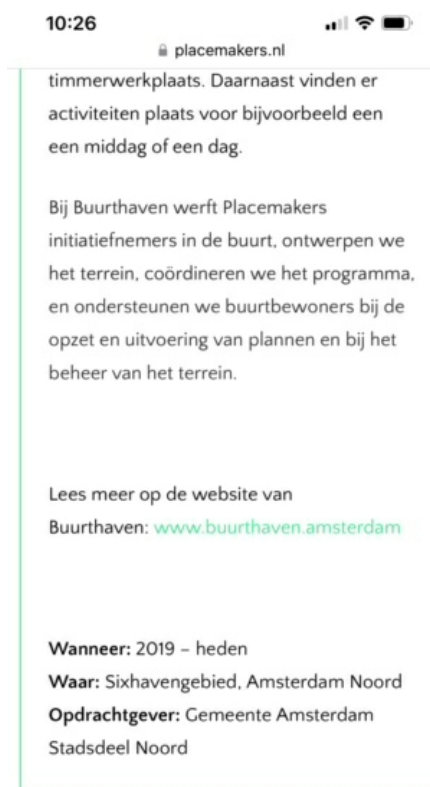 10:26
placemakers.nl
timmerwerkplaats. Daarnaast vinden er
activiteiten plaats voor bijvoorbeeld een
een middag of een dag.
Bij Buurthaven werft Placemakers
initiatiefnemers in de buurt, ontwerpen we
het terrein, coördineren we het programma,
en ondersteunen we buurtbewoners bij de
opzet en uitvoering van plannen en bij het
beheer van het terrein.
Lees meer op de website van
Buurthaven: www.buurthaven.amsterdam
Wanneer: 2019 – heden
Waar: Sixhavengebied, Amsterdam Noord
Opdrachtgever: Gemeente Amsterdam
Stadsdeel Noord